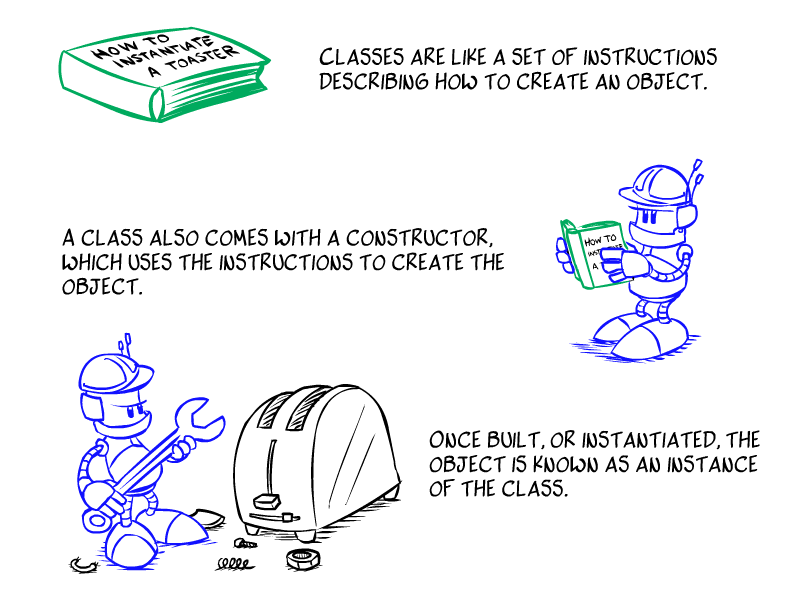 HOW TO
INSTANTIATE
A TOASTER
CLASSES ARE LIKE A SET OF INSTRUCTIONS
DESCRIBING HOW TO CREATE AN OBJECT.
A CLASS ALSO COMES WITH A CONSTRUCTOR,
WHICH USES THE INSTRUCTIONS TO CREATE THE
OBJECT.
HOW TO
A
ONCE BUILT, OR INSTANTIATED, THE
OBJECT IS KNOWN AS AN INSTANCE
OF THE CLASS.